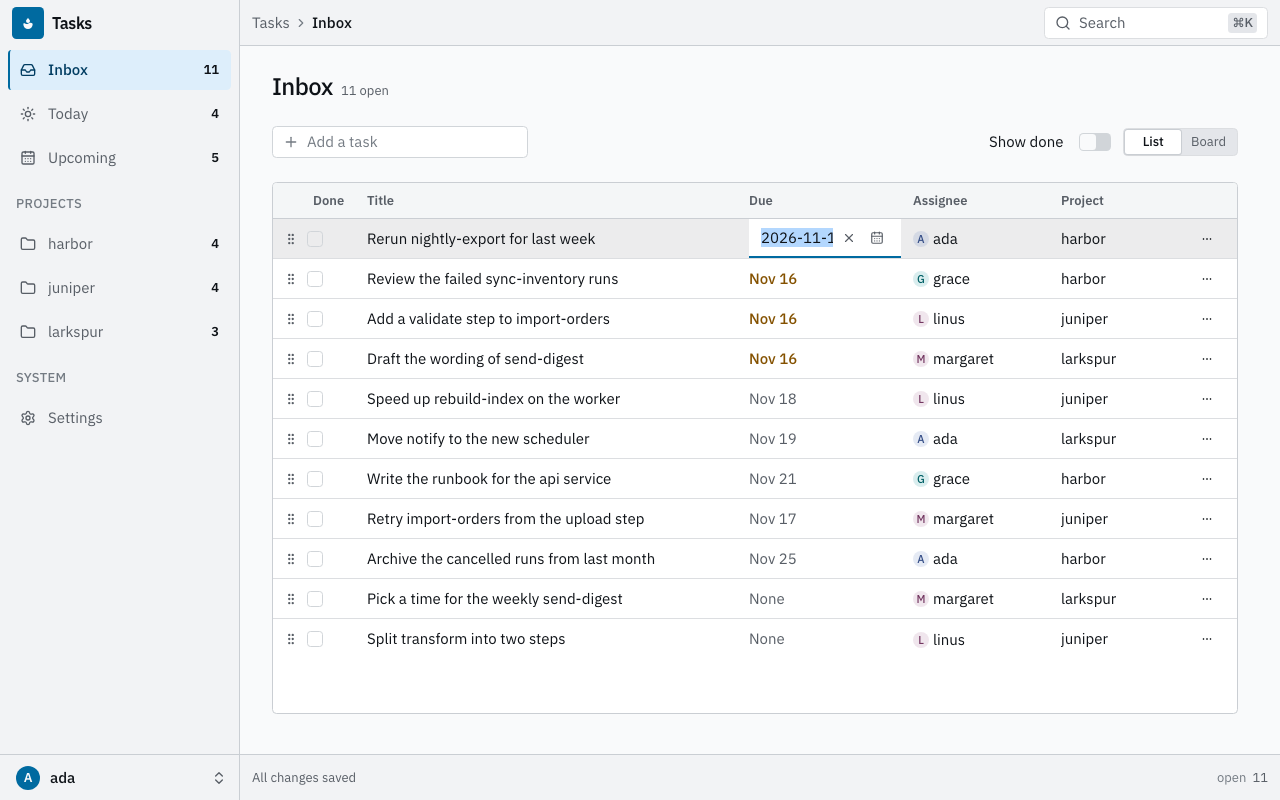 Tasks
Inbox 11
Today 4
Upcoming 5
PROJECTS
harbor 4
juniper 4
larkspur 3
SYSTEM
Settings
A ada
Tasks > Inbox
Search ⌘K
Inbox 11 open
Add a task
Show done
List Board
Done Title Due Assignee Project
Rerun nightly-export for last week 2026-11-1 A ada harbor
Review the failed sync-inventory runs Nov 16 G grace harbor
Add a validate step to import-orders Nov 16 L linus juniper
Draft the wording of send-digest Nov 16 M margaret larkspur
Speed up rebuild-index on the worker Nov 18 L linus juniper
Move notify to the new scheduler Nov 19 A ada larkspur
Write the runbook for the api service Nov 21 G grace harbor
Retry import-orders from the upload step Nov 17 M margaret juniper
Archive the cancelled runs from last month Nov 25 A ada harbor
Pick a time for the weekly send-digest None M margaret larkspur
Split transform into two steps None L linus juniper
All changes saved
open 11